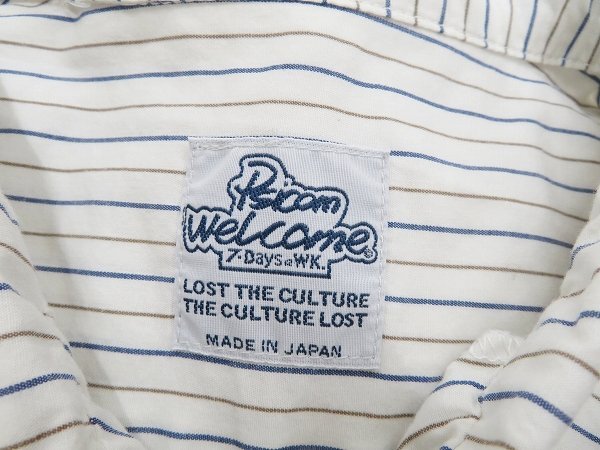 Psicom
Welcome®
7-Days a WK.
LOST THE CULTURE
THE CULTURE LOST
MADE IN JAPAN